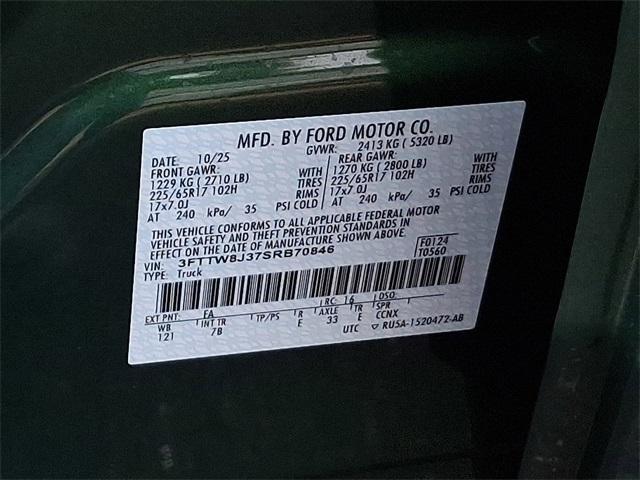 MFD. BY FORD MOTOR CO.
DATE: 10/25 GVWR: 2413 KG ( 5320 LB)
FRONT GAWR: REAR GAWR:
1229 KG ( 2710 LB) WITH 1270 KG ( 2800 LB) WITH
225/65R17 102H TIRES 225/65R17 102H TIRES
17x7.0J RIMS 17x7.0J RIMS
AT 240 kPa/ 35 PSI COLD AT 240 kPa/ 35 PSI COLD
THIS VEHICLE CONFORMS TO ALL APPLICABLE FEDERAL MOTOR
VEHICLE SAFETY AND THEFT PREVENTION STANDARDS IN
EFFECT ON THE DATE OF MANUFACTURE SHOWN ABOVE.
VIN: 3FTTW8J37SRB70846 F0124
TYPE: Truck T0560
EXT PNT: FA RC: 16 DSO:
WB INT TR TP/PS R AXLE TR SPR
121 7B E 33 E CCNX
UTC ▽ RU5A-1520472-AB